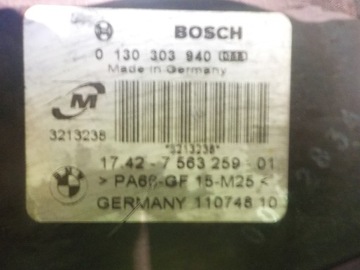 BOSCH
0 130 303 940
Made in Germany
M
3213238
"3213238"
17.42-7 563 259 - 01
> PA66-GF 15-M25 <
BMW
GERMANY 110748 10